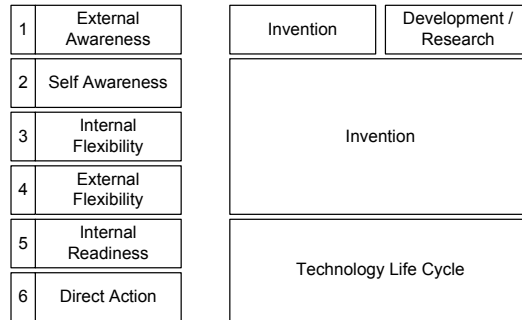 1
External
Awareness
Invention
Development /
Research
2
Self Awareness
3
Internal
Flexibility
Invention
4
External
Flexibility
5
Internal
Readiness
Technology Life Cycle
6
Direct Action